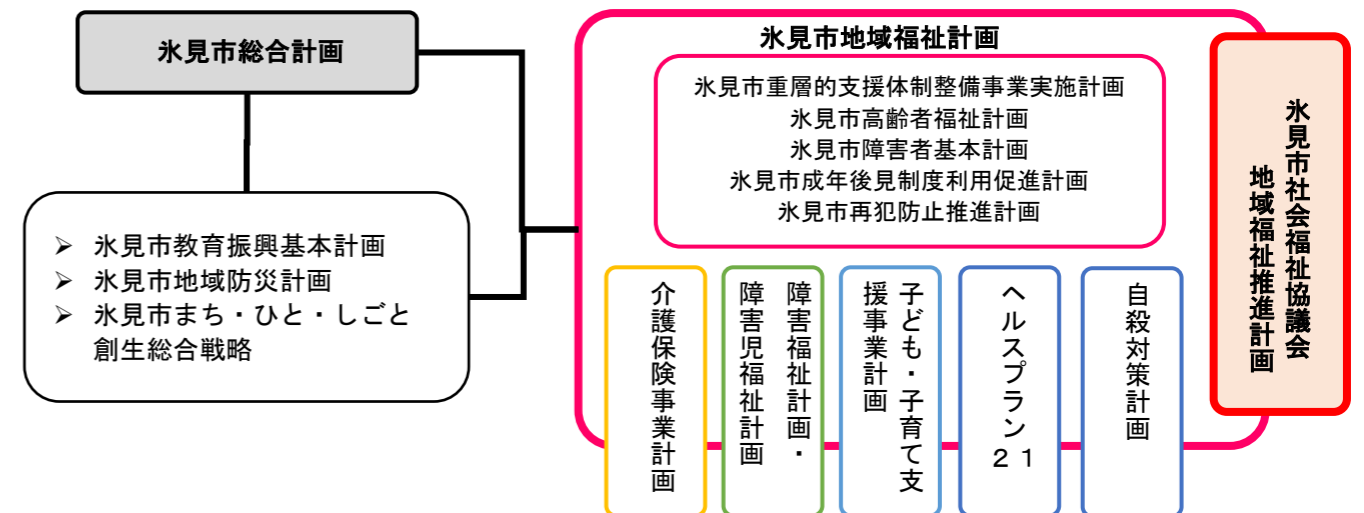 氷見市総合計画
➢ 氷見市教育振興基本計画
➢ 氷見市地域防災計画
➢ 氷見市まち・ひと・しごと
創生総合戦略
氷見市地域福祉計画
氷見市重層的支援体制整備事業実施計画
氷見市高齢者福祉計画
氷見市障害者基本計画
氷見市成年後見制度利用促進計画
氷見市再犯防止推進計画
介護保険事業計画
障害福祉計画・
障害児福祉計画
子ども・子育て支
援事業計画
ヘルスプラン21
自殺対策計画
氷見市社会福祉協議会
地域福祉推進計画